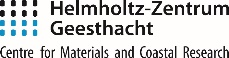 Helmholtz-Zentrum
Geesthacht
Centre for Materials and Coastal Research